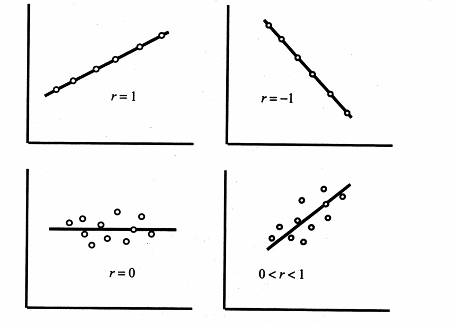 r = 1
r = −1
r = 0
0 < r < 1